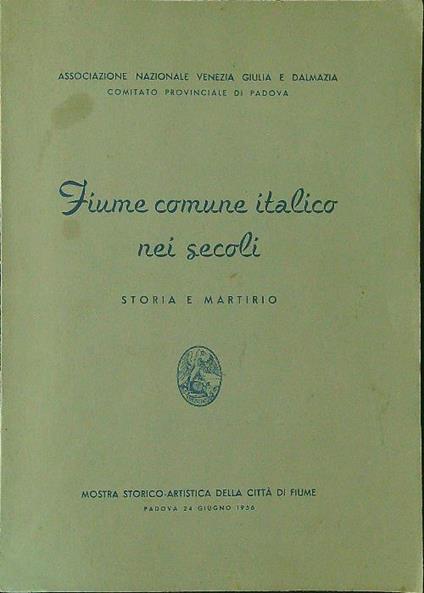 ASSOCIAZIONE NAZIONALE VENEZIA GIULIA E DALMAZIA
COMITATO PROVINCIALE DI PADOVA
Fiume comune italico
nei secoli
STORIA E MARTIRIO
MOSTRA STORICO-ARTISTICA DELLA CITTÀ DI FIUME
PADOVA 24 GIUGNO 1956